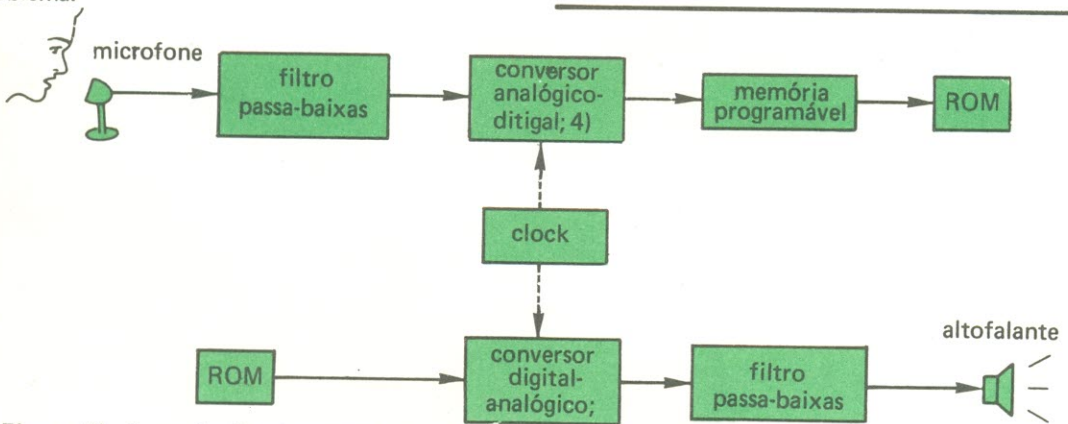 microfone
filtro
passa-baixas
conversor
analógico-
ditigal; 4)
memória
programável
ROM
clock
ROM
conversor
digital-
analógico;
filtro
passa-baixas
altofalante